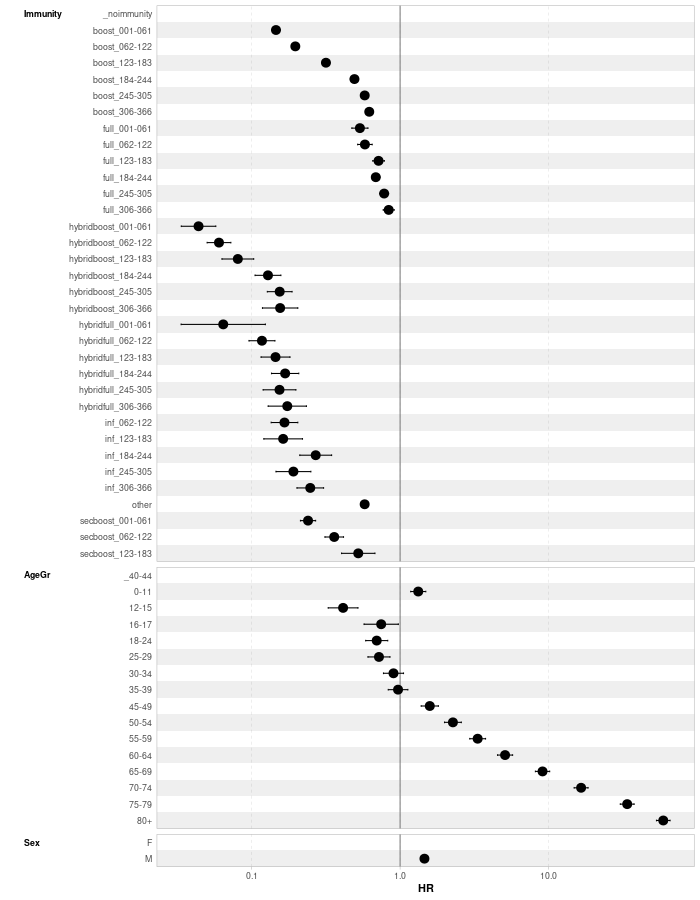 Immunity _noimmunity
boost_001-061
boost_062-122
boost_123-183
boost_184-244
boost_245-305
boost_306-366
full_001-061
full_062-122
full_123-183
full_184-244
full_245-305
full_306-366
hybridboost_001-061
hybridboost_062-122
hybridboost_123-183
hybridboost_184-244
hybridboost_245-305
hybridboost_306-366
hybridfull_001-061
hybridfull_062-122
hybridfull_123-183
hybridfull_184-244
hybridfull_245-305
hybridfull_306-366
inf_062-122
inf_123-183
inf_184-244
inf_245-305
inf_306-366
other
secboost_001-061
secboost_062-122
secboost_123-183
AgeGr _40-44
0-11
12-15
16-17
18-24
25-29
30-34
35-39
45-49
50-54
55-59
60-64
65-69
70-74
75-79
80+
Sex F
M
0.1 1.0 10.0
HR